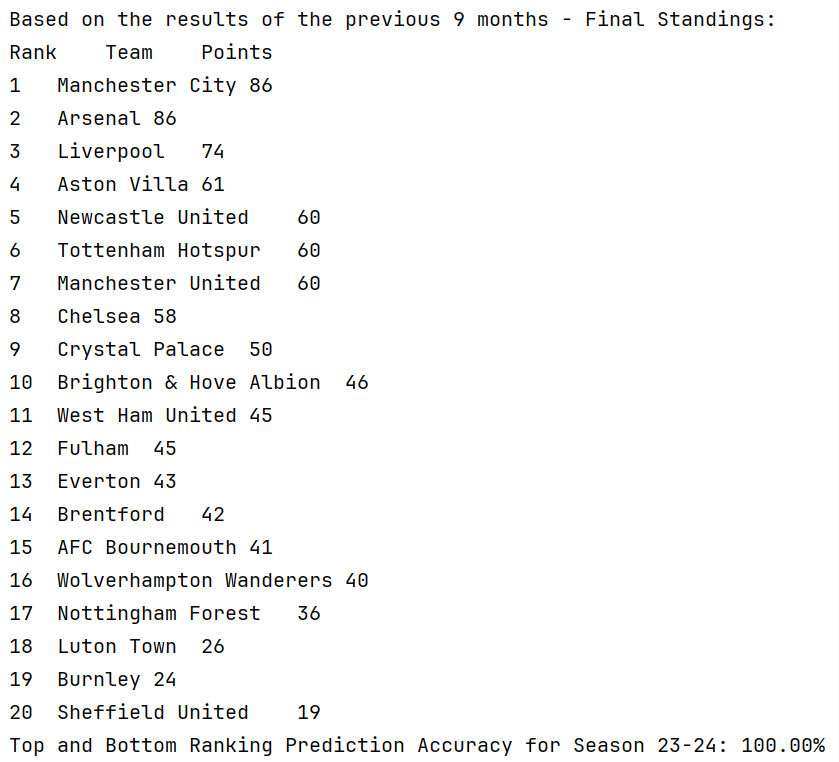 Based on the results of the previous 9 months - Final Standings:
Rank    Team    Points
1   Manchester City 86
2   Arsenal 86
3   Liverpool   74
4   Aston Villa 61
5   Newcastle United    60
6   Tottenham Hotspur   60
7   Manchester United   60
8   Chelsea 58
9   Crystal Palace  50
10  Brighton & Hove Albion  46
11  West Ham United 45
12  Fulham  45
13  Everton 43
14  Brentford   42
15  AFC Bournemouth 41
16  Wolverhampton Wanderers 40
17  Nottingham Forest   36
18  Luton Town  26
19  Burnley 24
20  Sheffield United    19
Top and Bottom Ranking Prediction Accuracy for Season 23-24: 100.00%